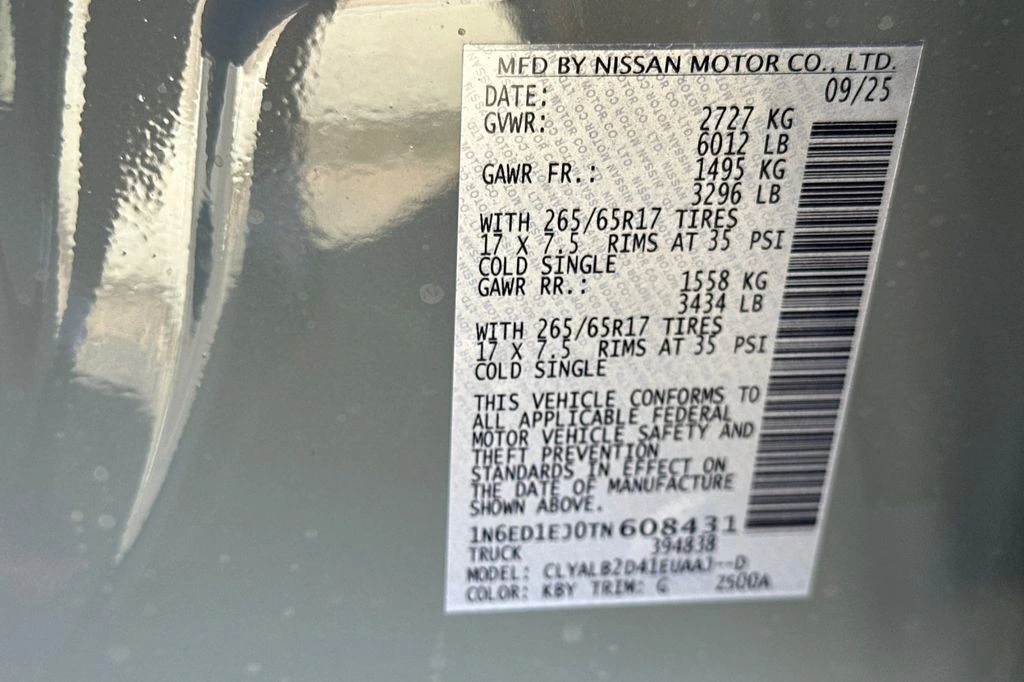 MFD BY NISSAN MOTOR CO., LTD.
DATE: 09/25
GVWR: 2727 KG
6012 LB
GAWR FR.: 1495 KG
3296 LB
WITH 265/65R17 TIRES
17 X 7.5 RIMS AT 35 PSI
COLD SINGLE
GAWR RR.: 1558 KG
3434 LB
WITH 265/65R17 TIRES
17 X 7.5 RIMS AT 35 PSI
COLD SINGLE
THIS VEHICLE CONFORMS TO
ALL APPLICABLE FEDERAL
MOTOR VEHICLE SAFETY AND
THEFT PREVENTION
STANDARDS IN EFFECT ON
THE DATE OF MANUFACTURE
SHOWN ABOVE.
1N6ED1EJ0TN608431
TRUCK 394838
MODEL: CLYALB2D41EUAAJ--D
COLOR: KBY TRIM: G 2S00A